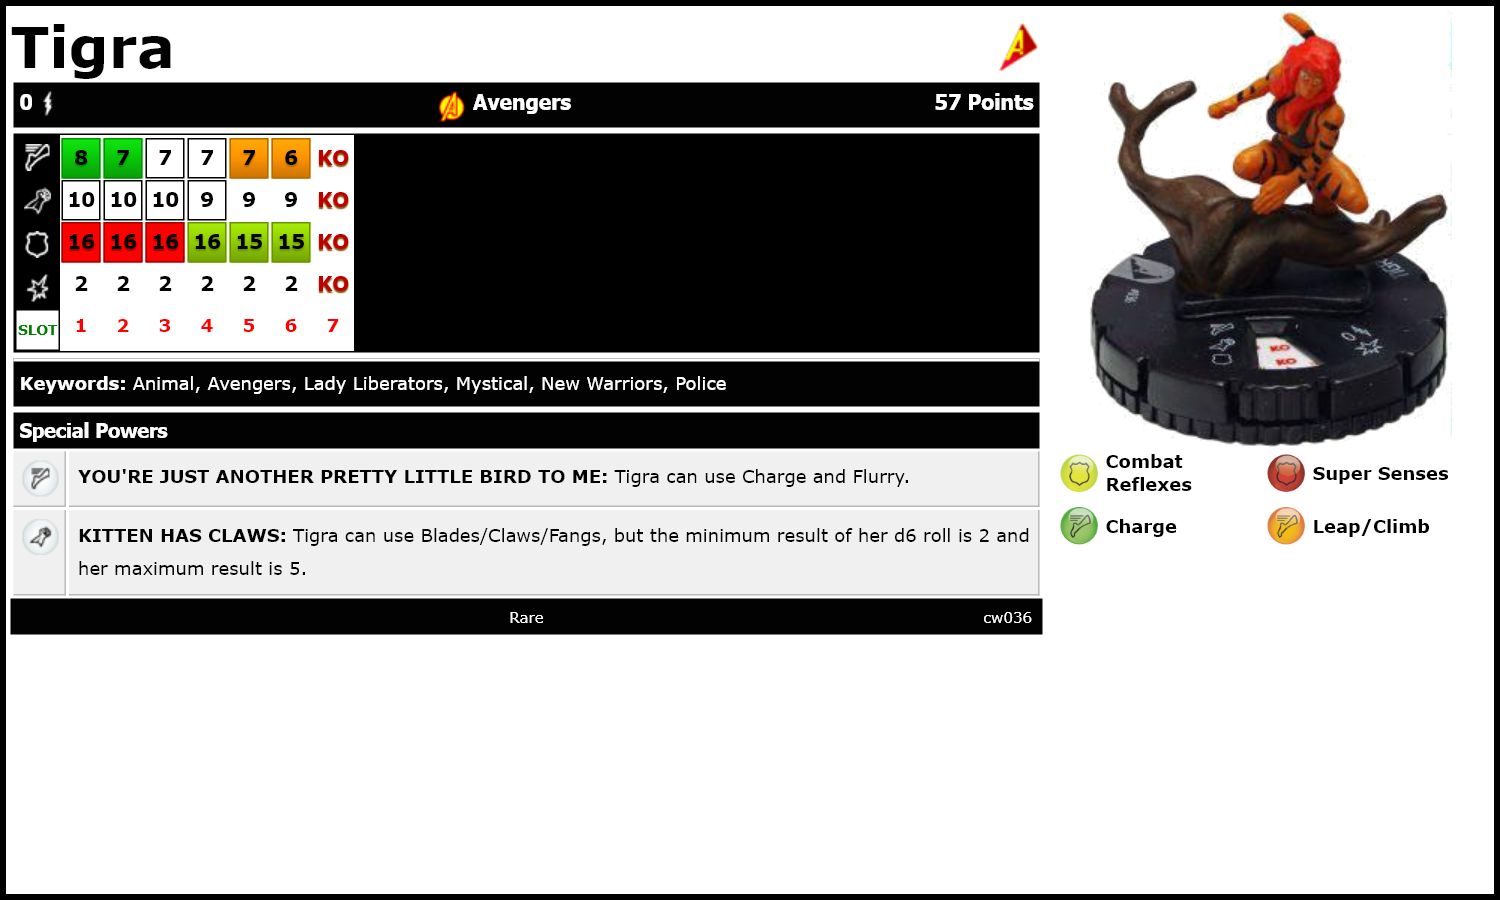 Tigra
0 Avengers 57 Points
8 7 7 7 7 6 KO
10 10 10 9 9 9 KO
16 16 16 16 15 15 KO
2 2 2 2 2 2 KO
SLOT 1 2 3 4 5 6 7
Keywords: Animal, Avengers, Lady Liberators, Mystical, New Warriors, Police
Special Powers
YOU'RE JUST ANOTHER PRETTY LITTLE BIRD TO ME: Tigra can use Charge and Flurry.
KITTEN HAS CLAWS: Tigra can use Blades/Claws/Fangs, but the minimum result of her d6 roll is 2 and
her maximum result is 5.
Rare cw036
KO
KO
0
Combat
Reflexes
Super Senses
Charge
Leap/Climb